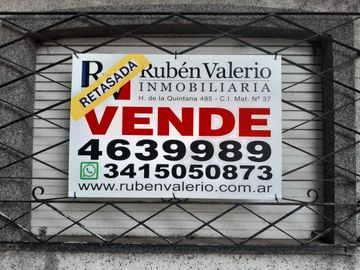 RV Rubén Valerio
RETASADA
INMOBILIARIA
H. de la Quintana 495 - C.I. Mat. Nº 37
VENDE
4639989
3415050873
www.rubenvalerio.com.ar